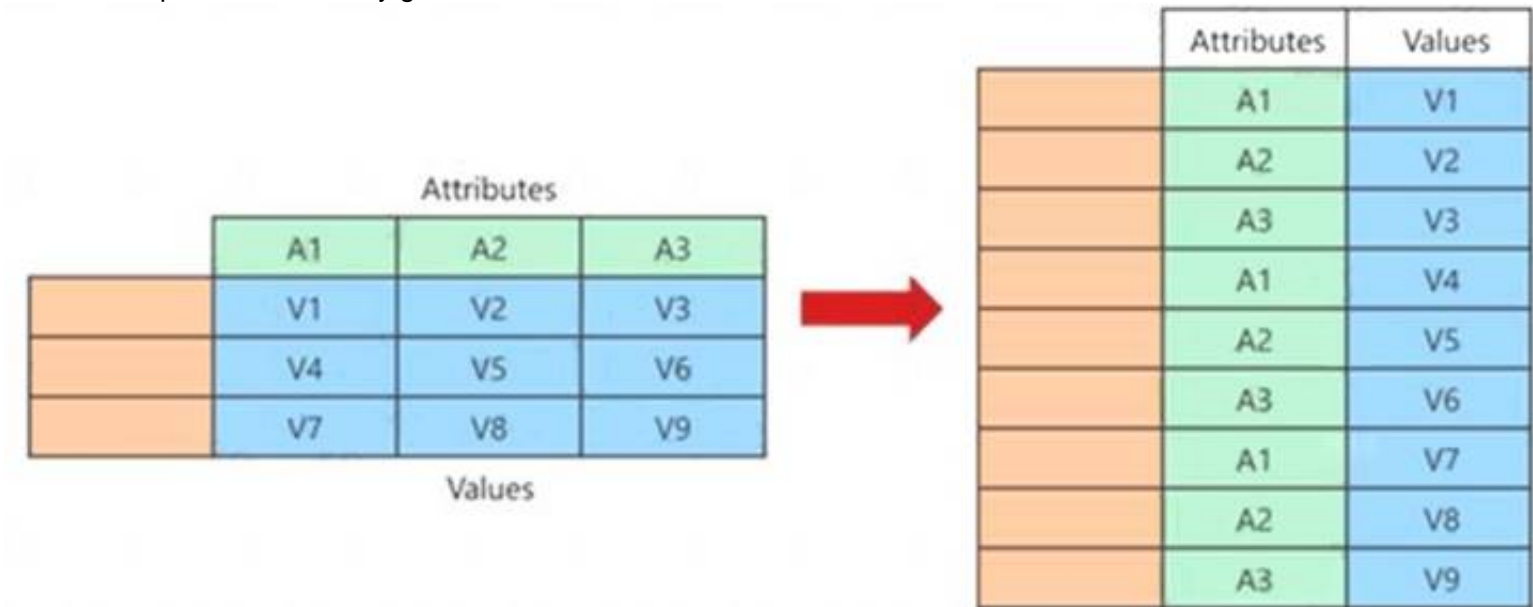 Attributes
A1 A2 A3
V1 V2 V3
V4 V5 V6
V7 V8 V9
Values
Attributes Values
A1 V1
A2 V2
A3 V3
A1 V4
A2 V5
A3 V6
A1 V7
A2 V8
A3 V9